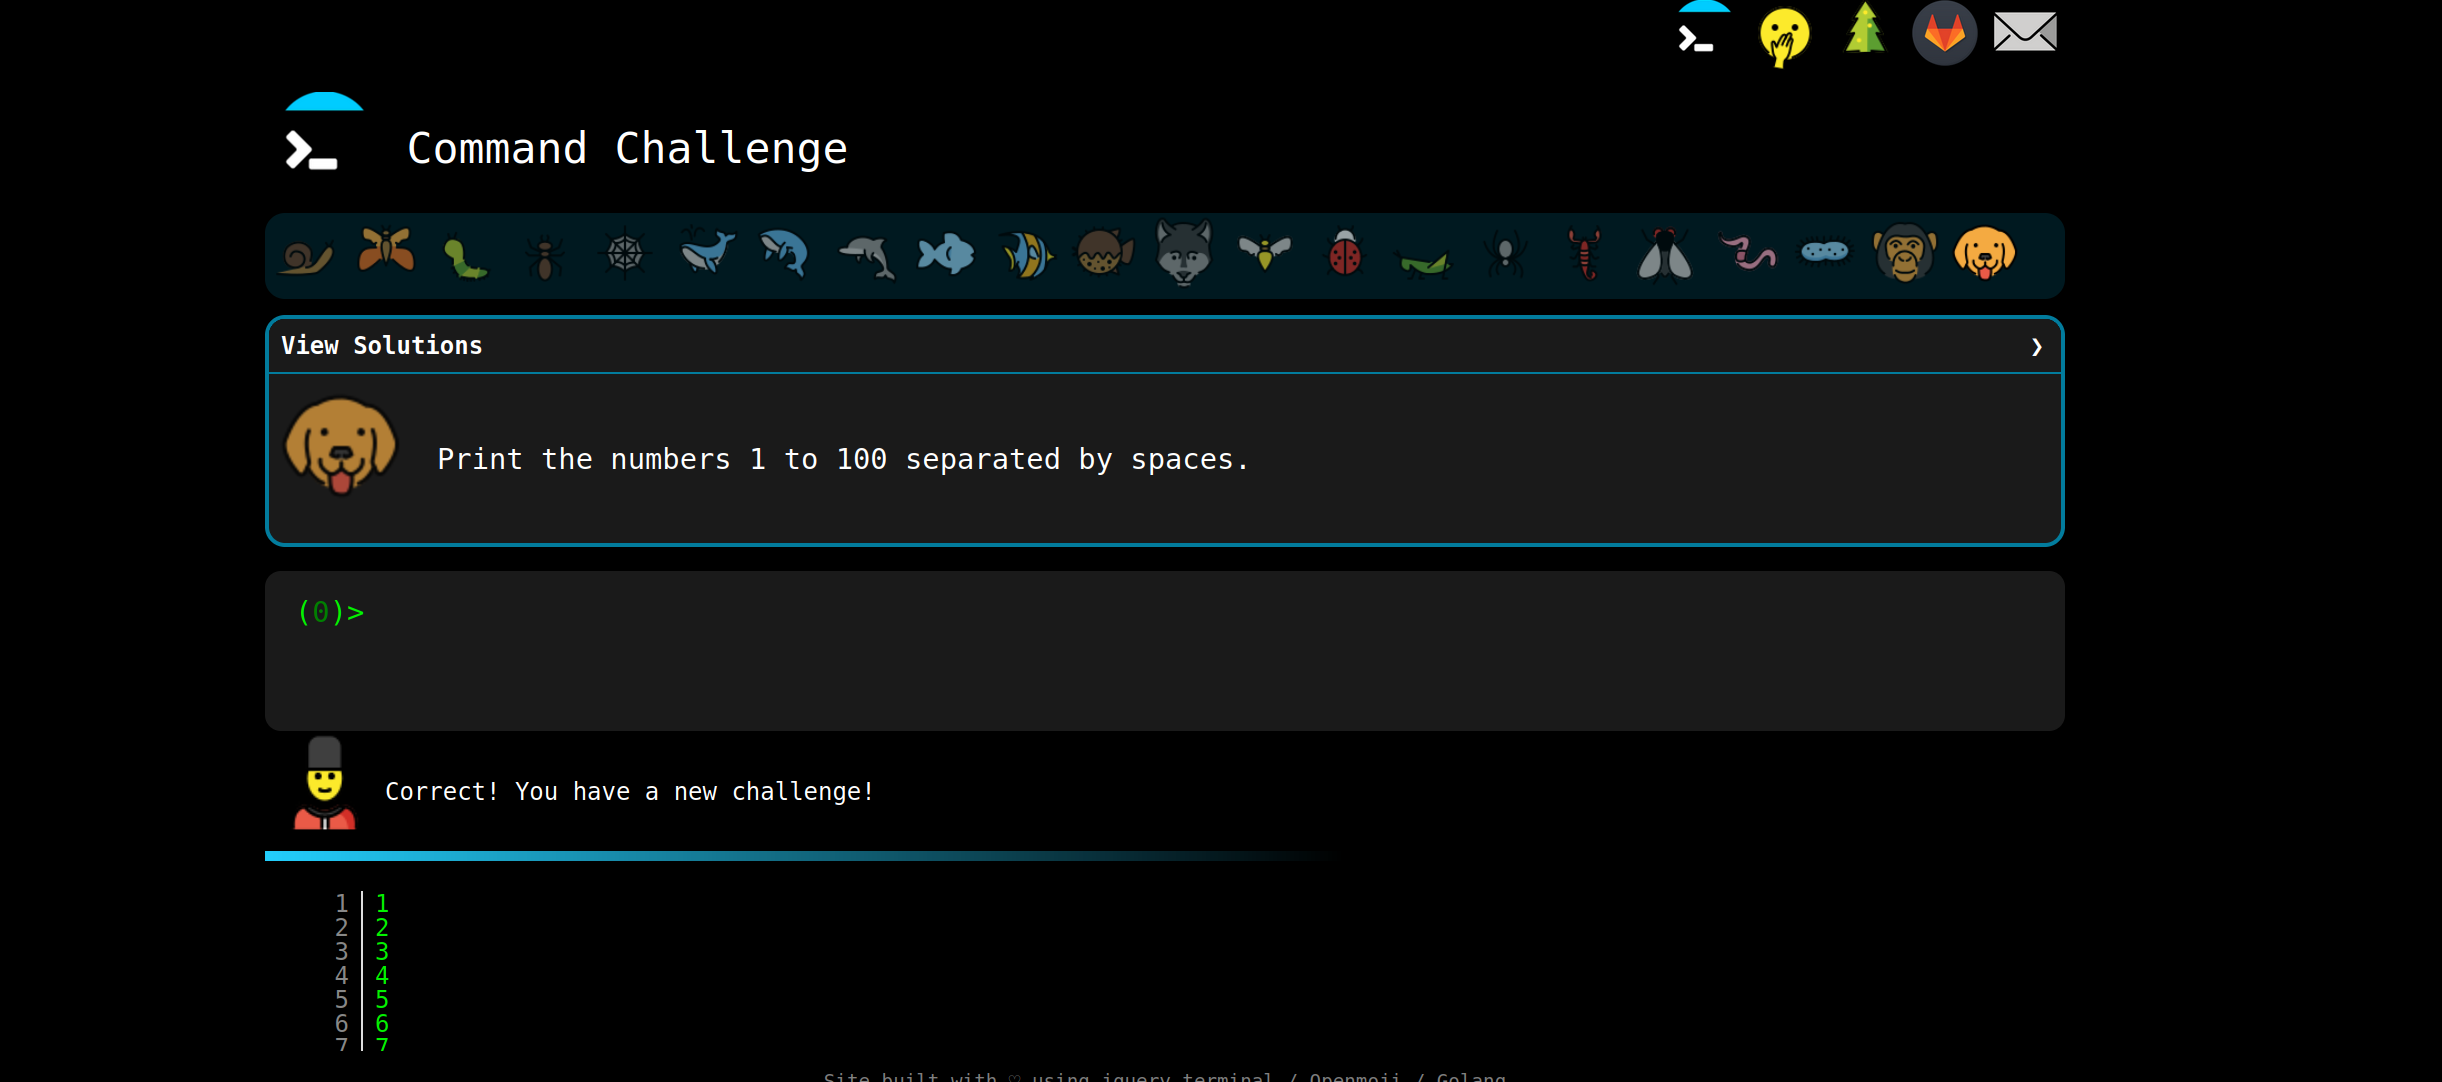 Command Challenge
View Solutions ❯
Print the numbers 1 to 100 separated by spaces.
(0)>
Correct! You have a new challenge!
1 1
2 2
3 3
4 4
5 5
6 6
7 7
Site built with ♡ using jquery terminal / Openmoji / Golang